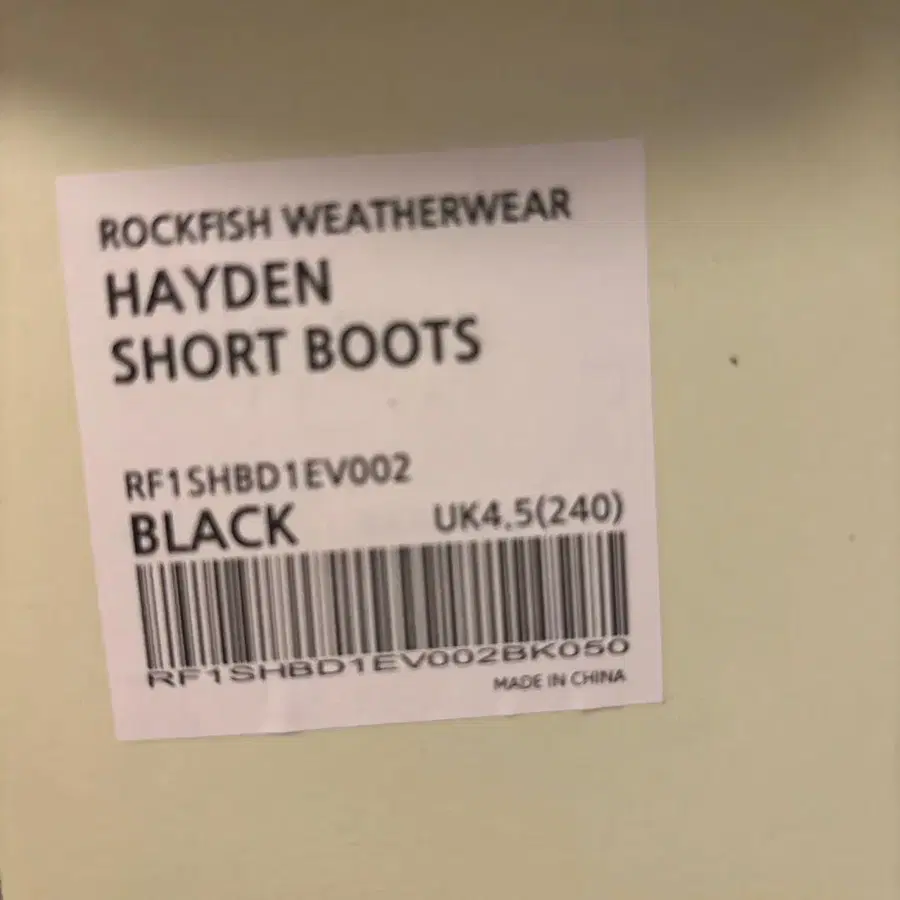 ROCKFISH WEATHERWEAR
HAYDEN
SHORT BOOTS
RF1SHBD1EV002
BLACK UK4.5(240)
RF1SHBD1EV002BK050
MADE IN CHINA